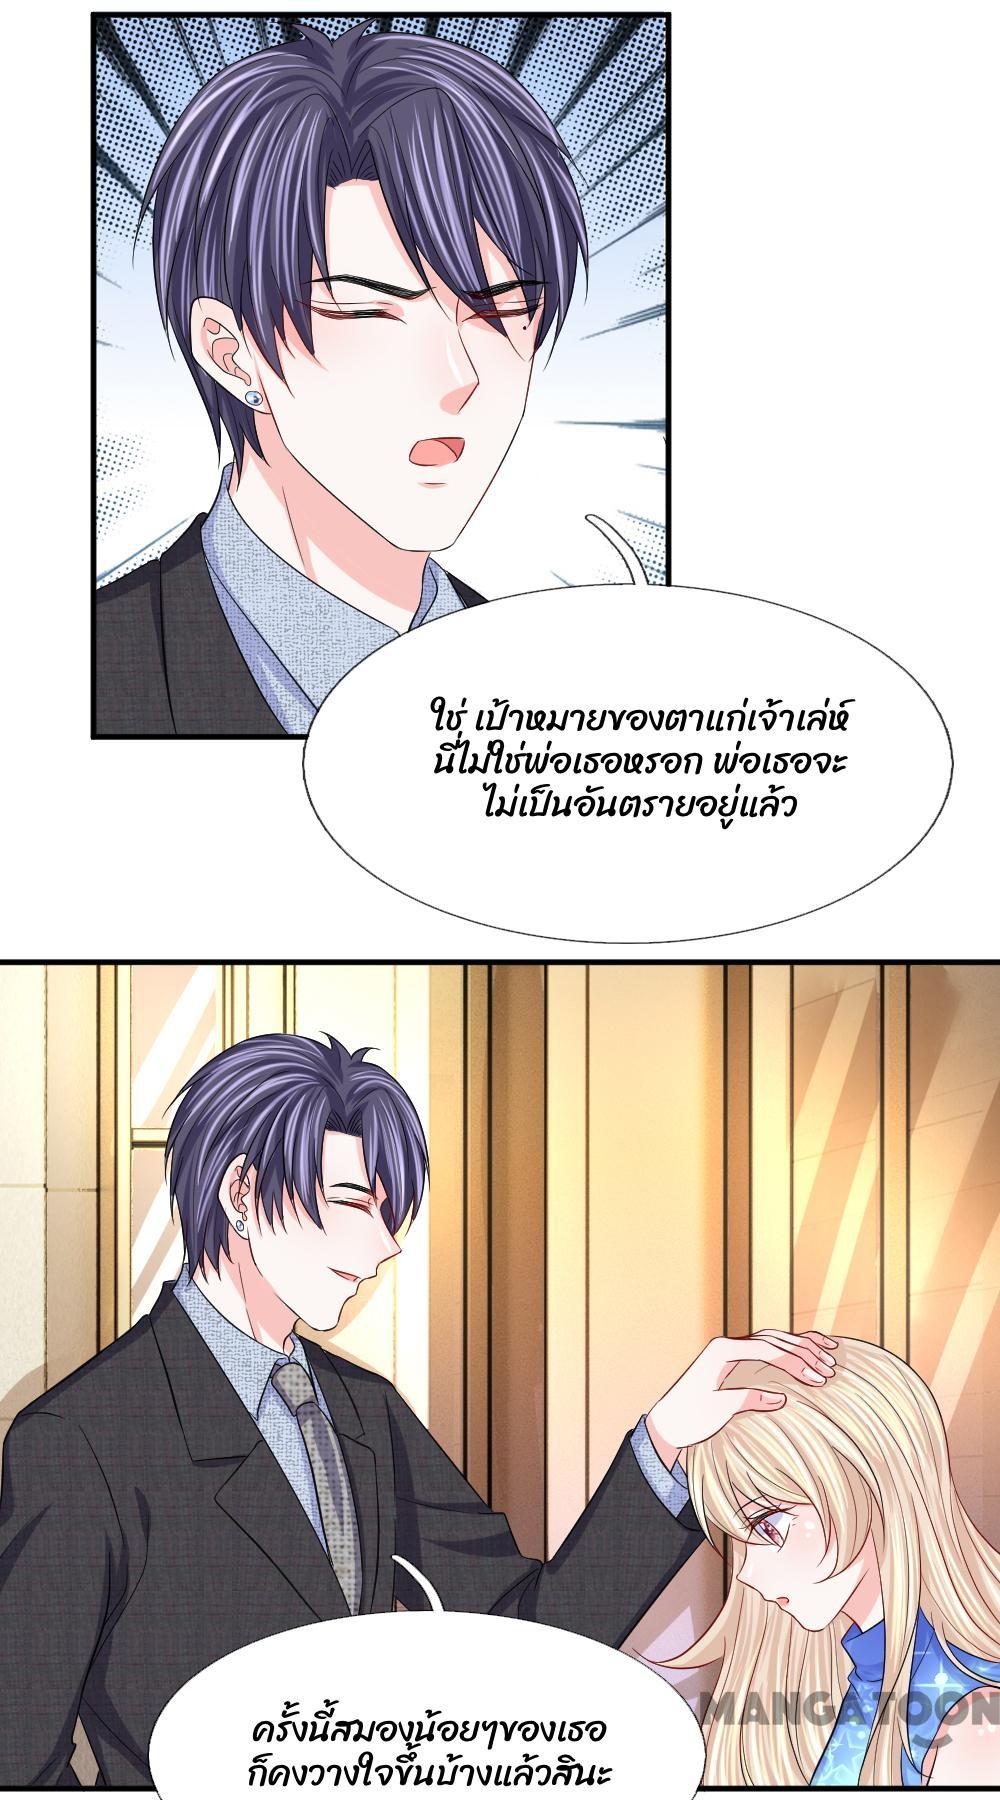 ใช่ เป้าหมายของตาแก่เจ้าเล่ห์
นี่ไม่ใช่พ่อเธอหรอก พ่อเธอจะ
ไม่เป็นอันตรายอยู่แล้ว
MANGATOON
ครั้งนี้สมองน้อยๆของเธอ
ก็คงวางใจขึ้นบ้างแล้วสินะ